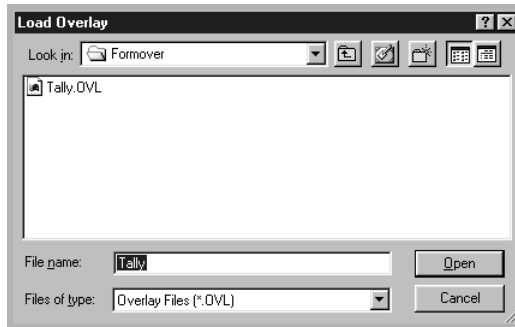 Load Overlay
Look in: Formover
Tally.OVL
File name: Tally Open
Files of type: Overlay Files (*.OVL) Cancel